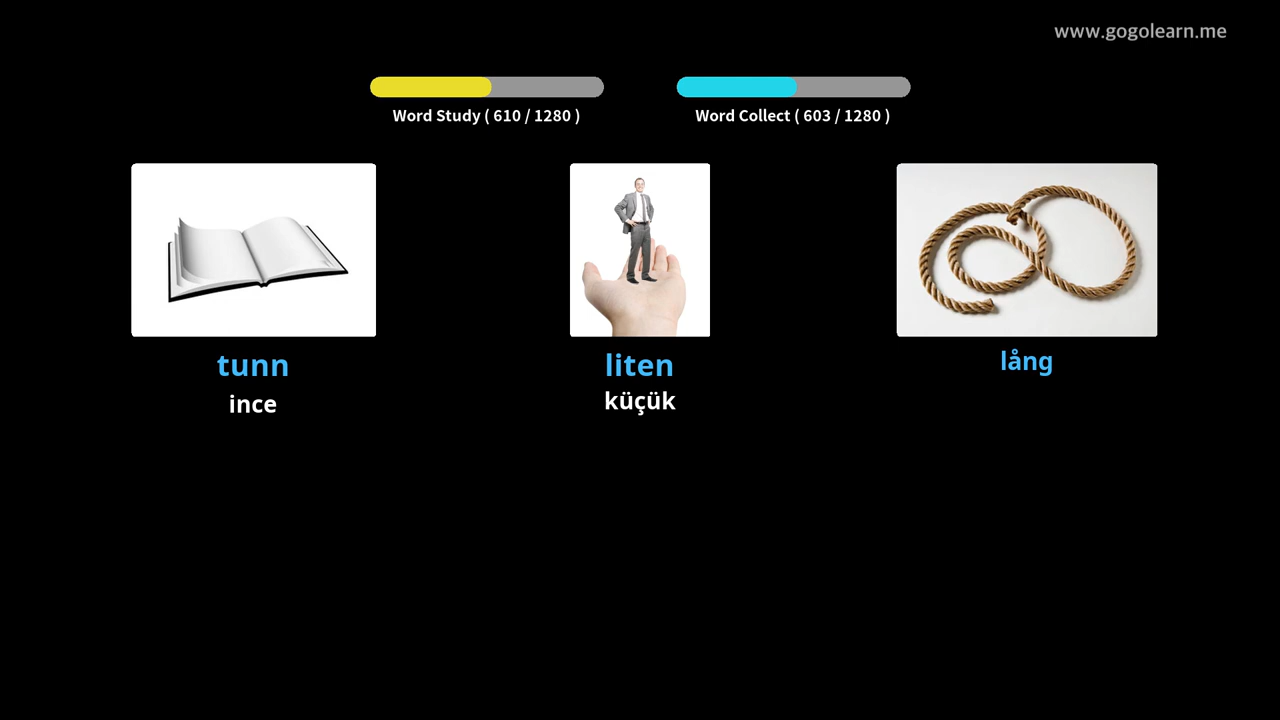 www.gogolearn.me
Word Study ( 610 / 1280 )
Word Collect ( 603 / 1280 )
tunn
ince
liten
küçük
lång